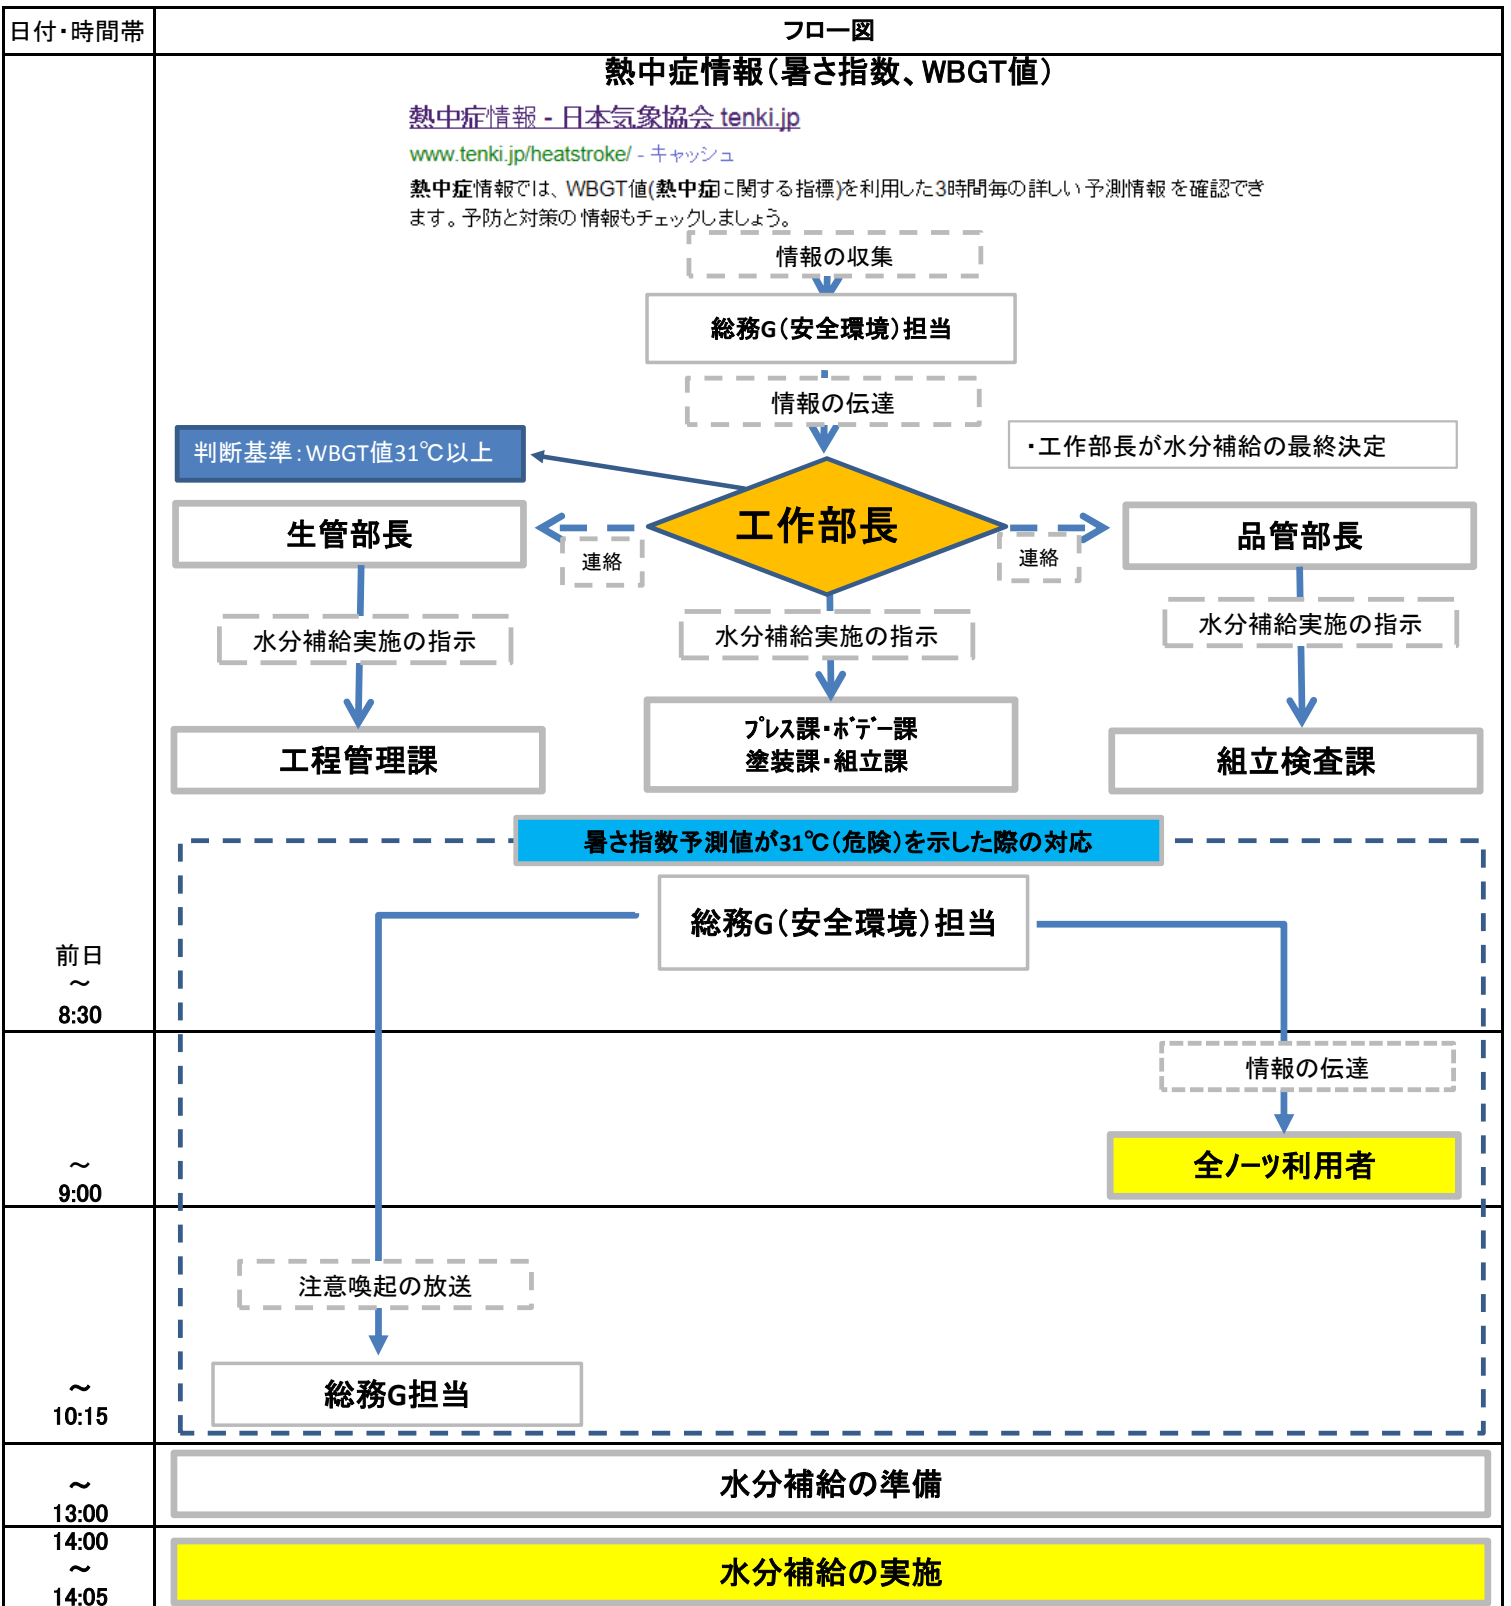 日付・時間帯
フロー図
熱中症情報（暑さ指数、WBGT値）
熱中症情報 - 日本気象協会 tenki.jp
www.tenki.jp/heatstroke/ - キャッシュ
熱中症情報では、WBGT値(熱中症に関する指標)を利用した3時間毎の詳しい予測情報を確認でき
ます。予防と対策の情報もチェックしましょう。
情報の収集
総務G（安全環境）担当
情報の伝達
判断基準：WBGT値31℃以上
・工作部長が水分補給の最終決定
生管部長
工作部長
品管部長
連絡
連絡
水分補給実施の指示
水分補給実施の指示
水分補給実施の指示
工程管理課
ﾌﾟﾚｽ課・ﾎﾞﾃﾞｰ課
塗装課・組立課
組立検査課
暑さ指数予測値が31℃（危険）を示した際の対応
総務G（安全環境）担当
前日
～
8:30
情報の伝達
全ﾉｰﾂ利用者
～
9:00
注意喚起の放送
総務G担当
～
10:15
～
13:00
水分補給の準備
14:00
～
14:05
水分補給の実施